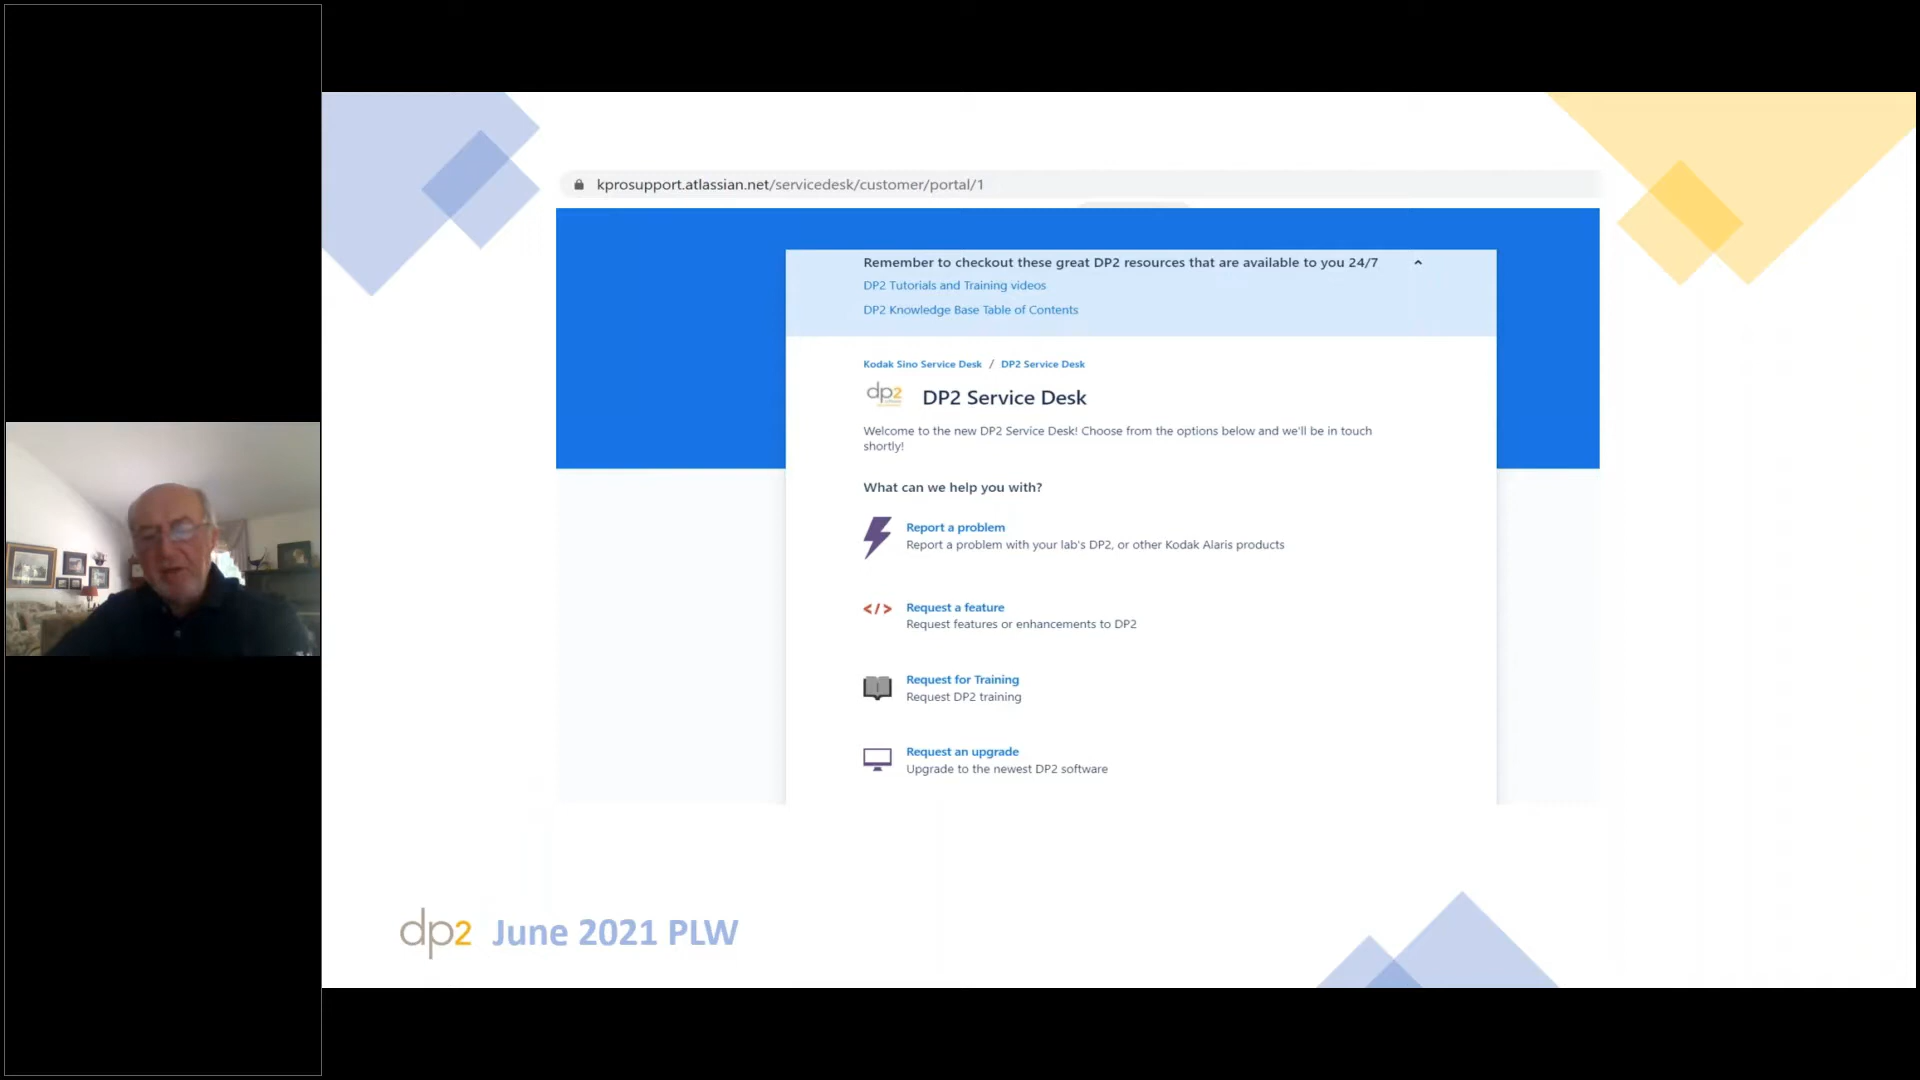 kprosupport.atlassian.net/servicedesk/customer/portal/1
Remember to checkout these great DP2 resources that are available to you 24/7
DP2 Tutorials and Training videos
DP2 Knowledge Base Table of Contents
Kodak Sino Service Desk / DP2 Service Desk
dp2
DP2 Service Desk
Welcome to the new DP2 Service Desk! Choose from the options below and we'll be in touch
shortly!
What can we help you with?
Report a problem
Report a problem with your lab's DP2, or other Kodak Alaris products
</> Request a feature
Request features or enhancements to DP2
Request for Training
Request DP2 training
Request an upgrade
Upgrade to the newest DP2 software
dp2 June 2021 PLW